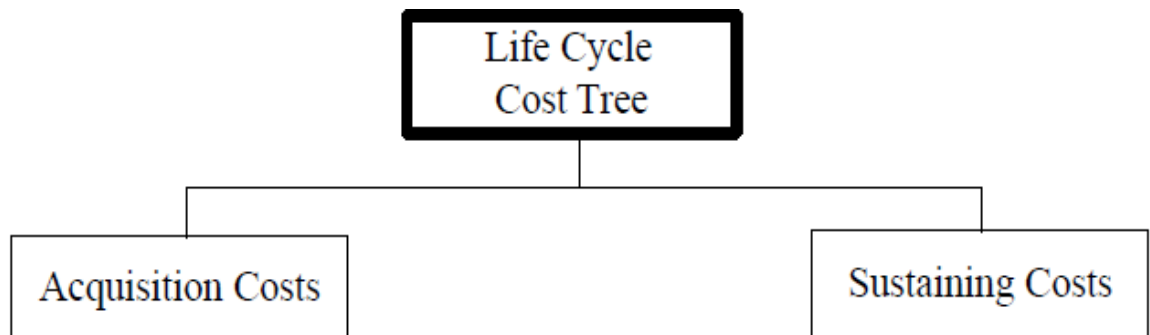 Life Cycle
Cost Tree
Acquisition Costs
Sustaining Costs